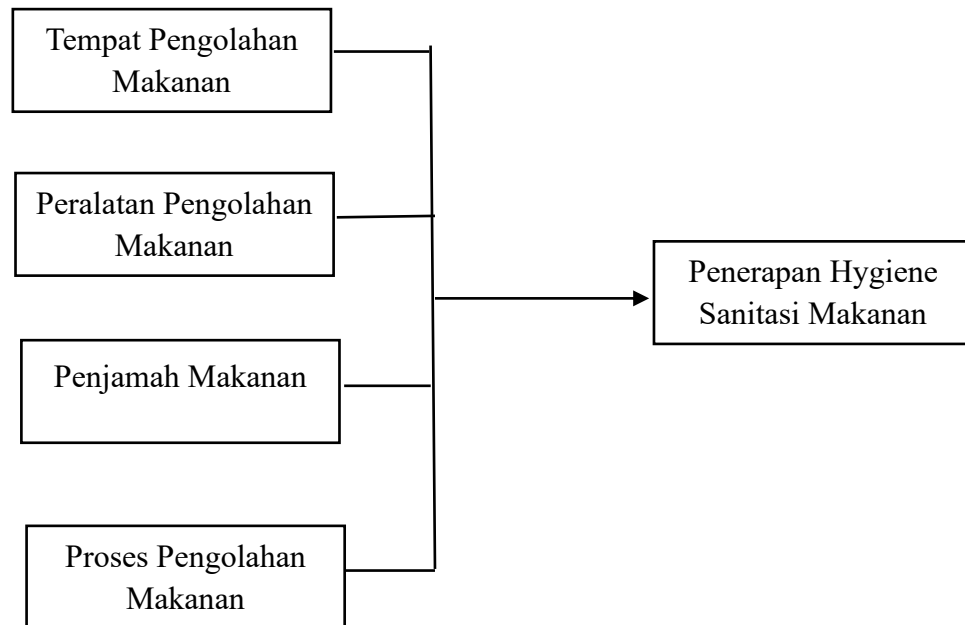 Tempat Pengolahan
Makanan
Peralatan Pengolahan
Makanan
Penerapan Hygiene
Sanitasi Makanan
Penjamah Makanan
Proses Pengolahan
Makanan